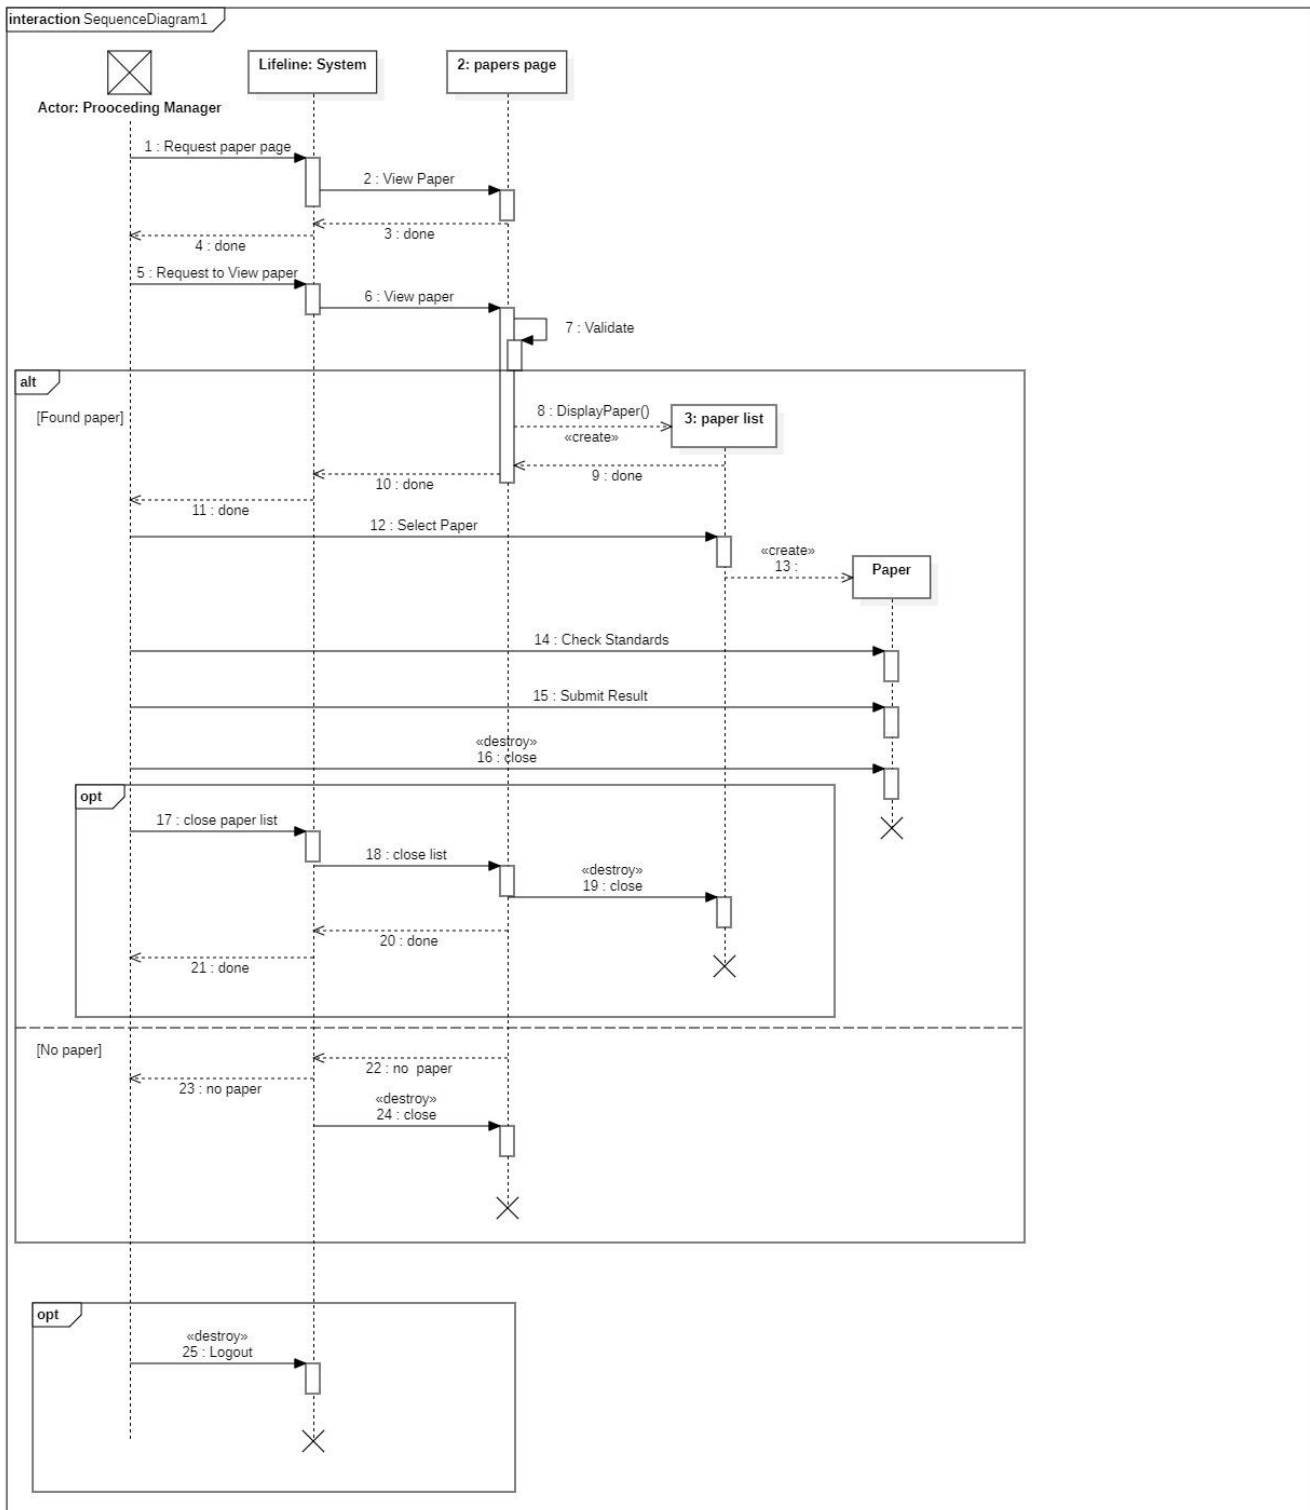 interaction SequenceDiagram1
Lifeline: System
2: papers page
Actor: Prooceding Manager
1 : Request paper page
2 : View Paper
3 : done
4 : done
5 : Request to View paper
6 : View paper
7 : Validate
alt
[Found paper]
8 : DisplayPaper()
3: paper list
«create»
9 : done
10 : done
11 : done
12 : Select Paper
«create»
13 :
Paper
14 : Check Standards
15 : Submit Result
«destroy»
16 : close
opt
17 : close paper list
18 : close list
«destroy»
19 : close
20 : done
21 : done
[No paper]
22 : no  paper
23 : no paper
«destroy»
24 : close
opt
«destroy»
25 : Logout